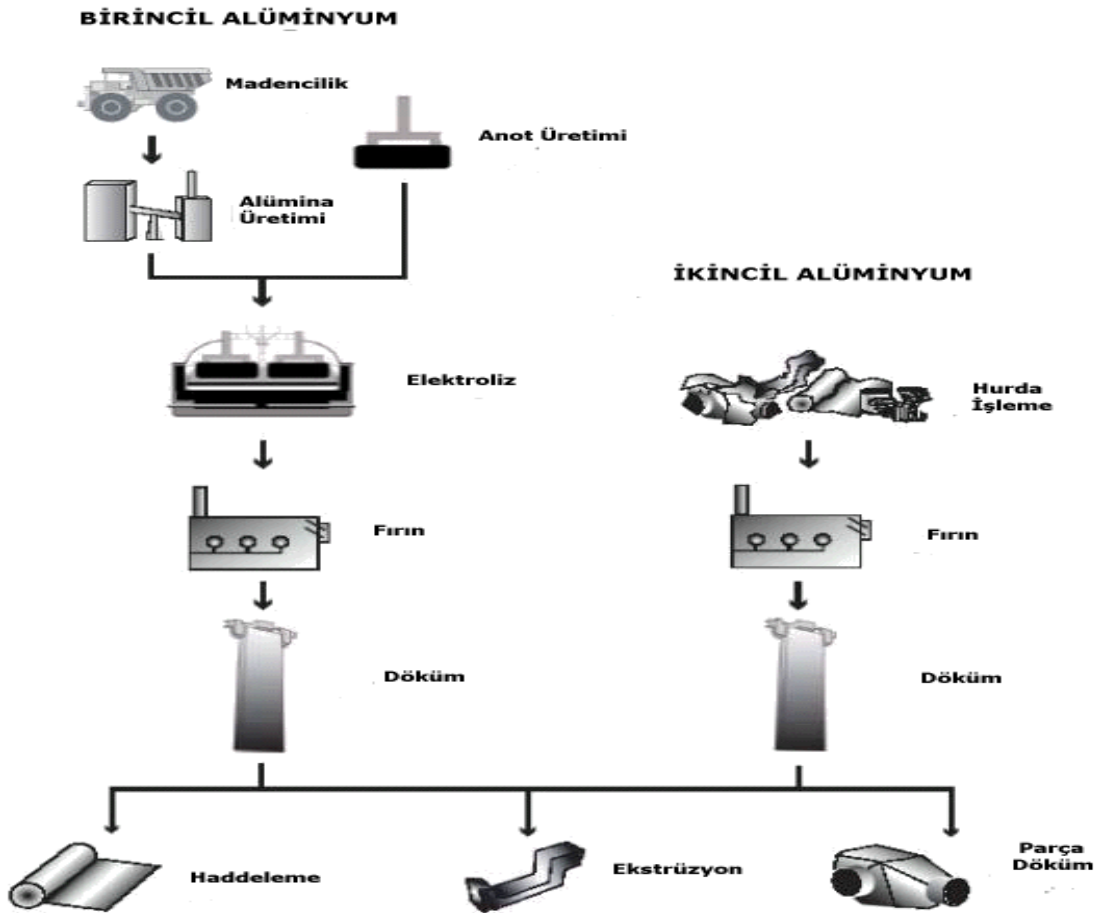 BİRİNCİL ALÜMİNYUM
Madencilik
Anot Üretimi
Alümina
Üretimi
İKİNCİL ALÜMİNYUM
Elektroliz
Hurda
İşleme
Fırın
Fırın
Döküm
Döküm
Haddeleme
Ekstrüzyon
Parça
Döküm